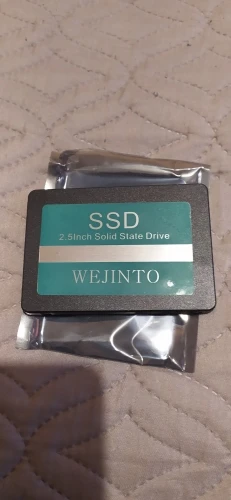 SSD
2.5Inch Solid State Drive
WEJINTO